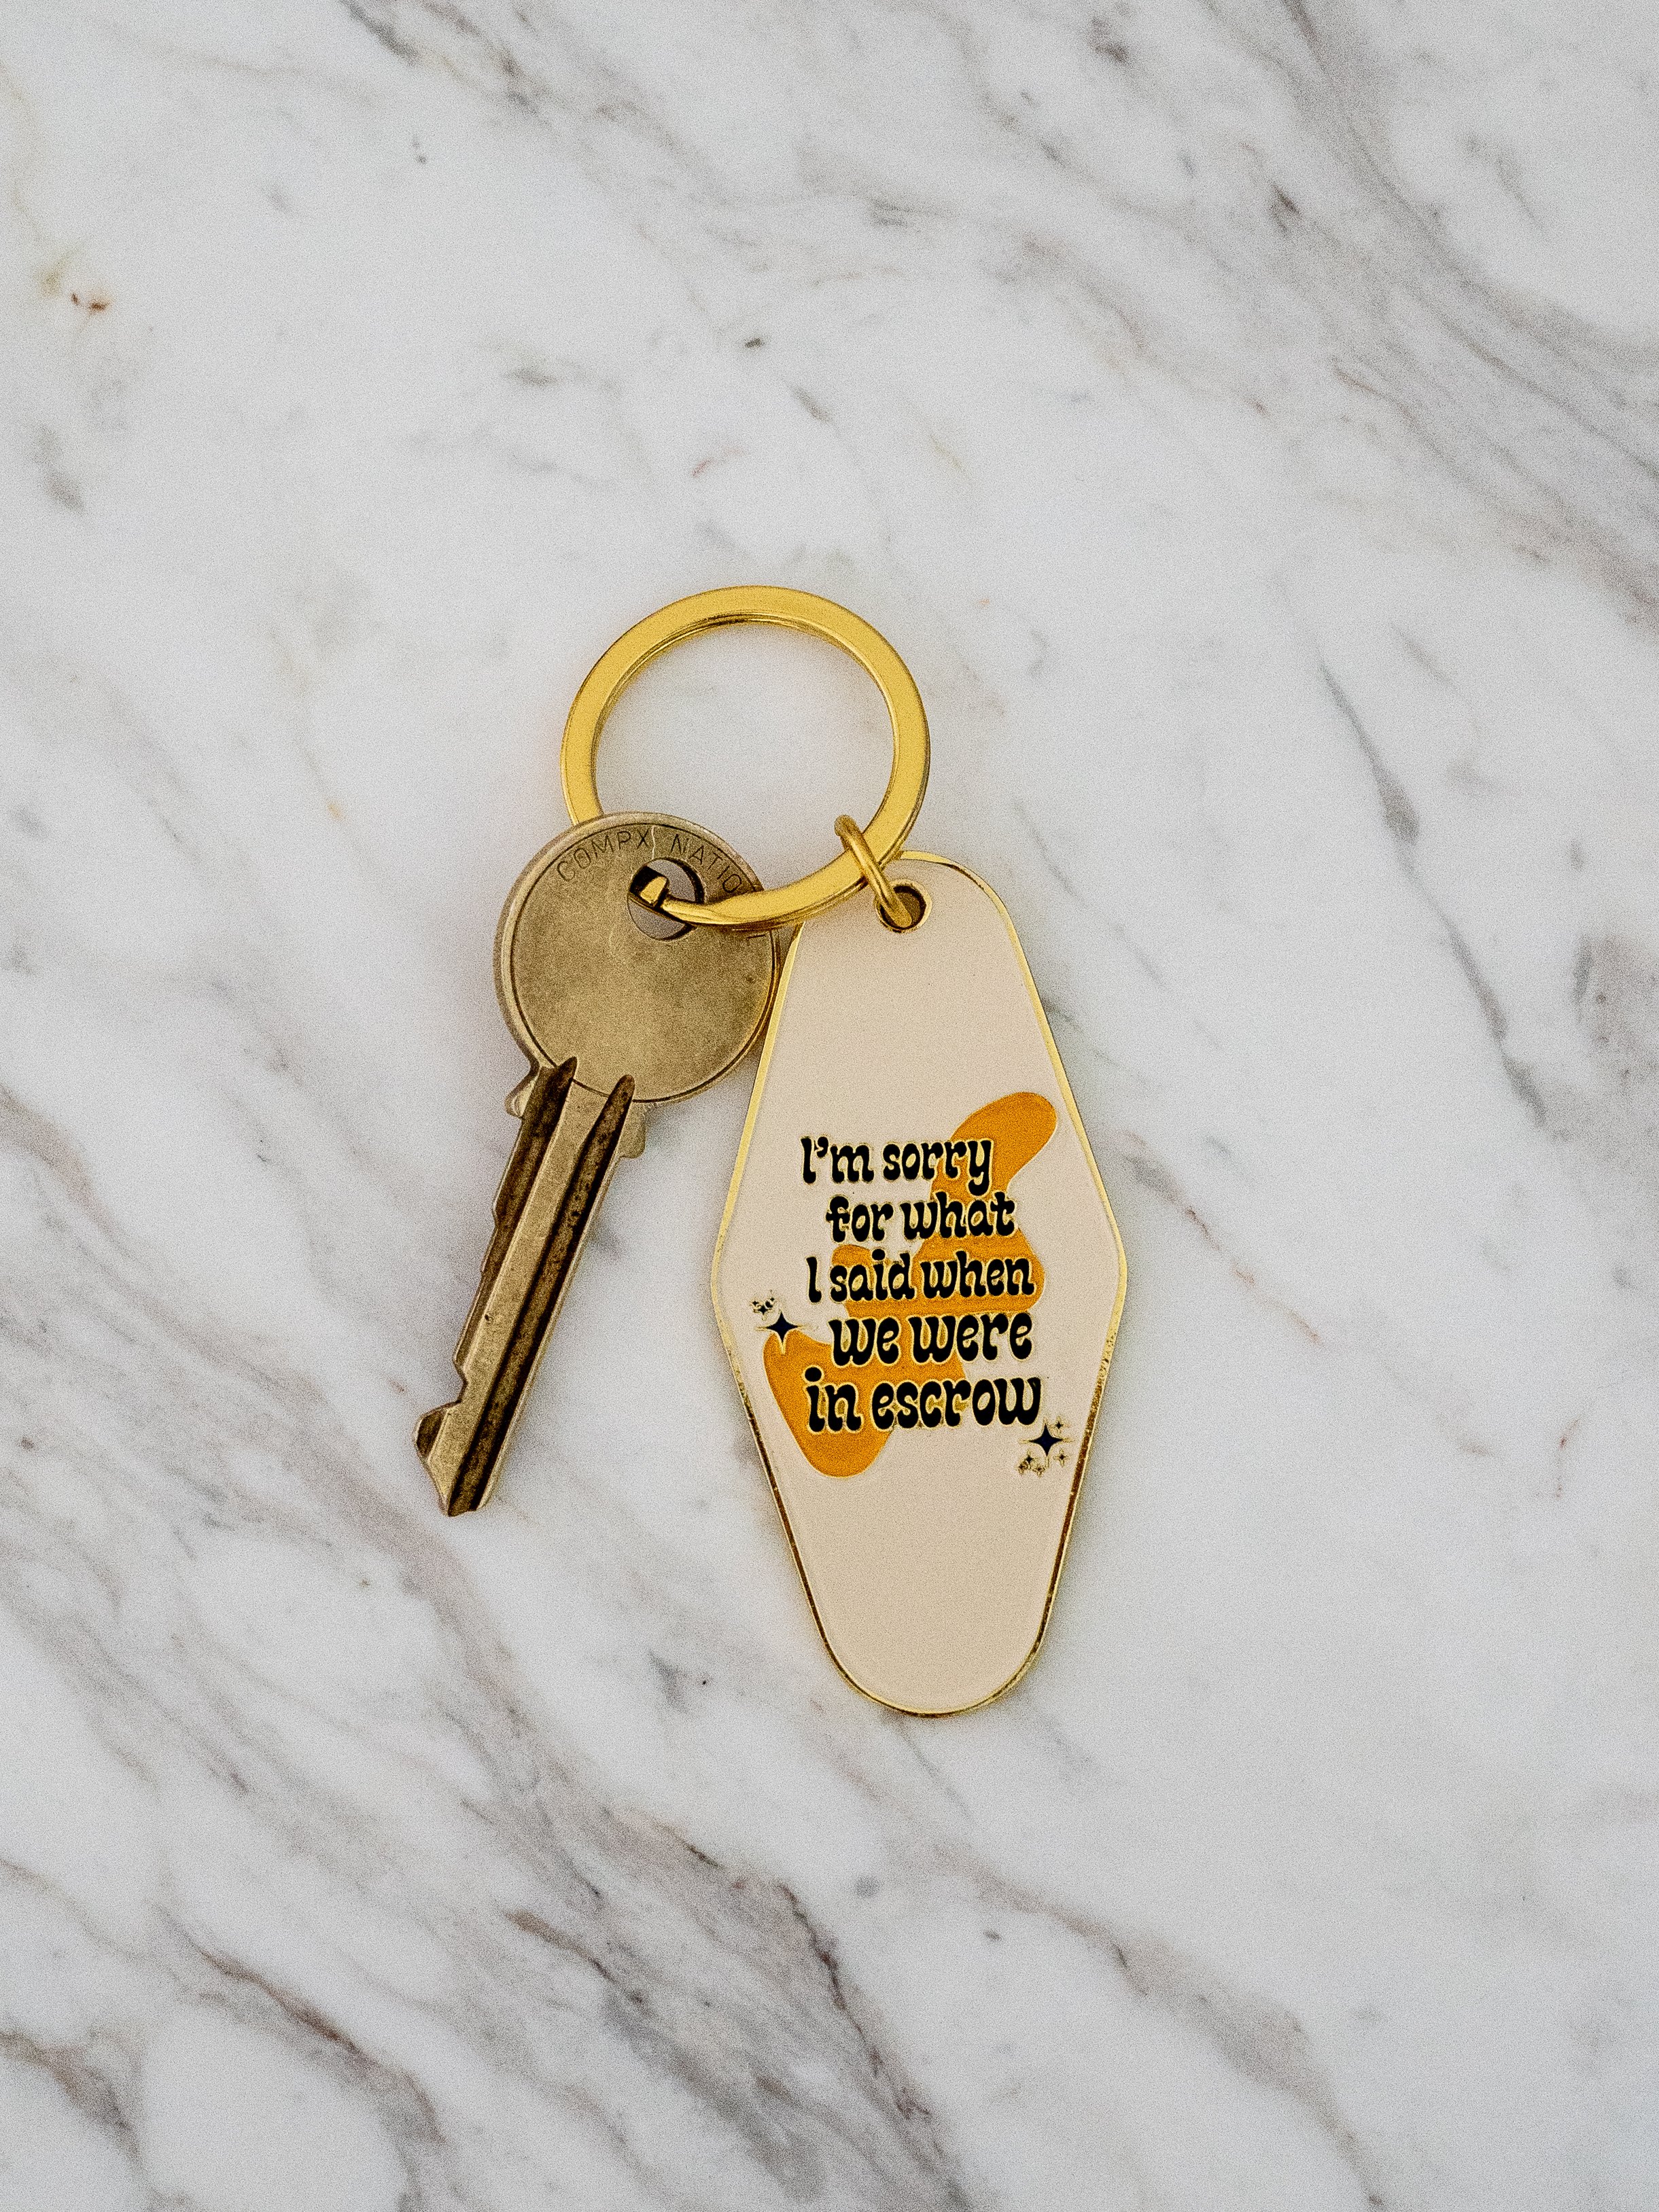 COMPX NATIO L
I'm sorry
for what
I said when
we were
in escrow